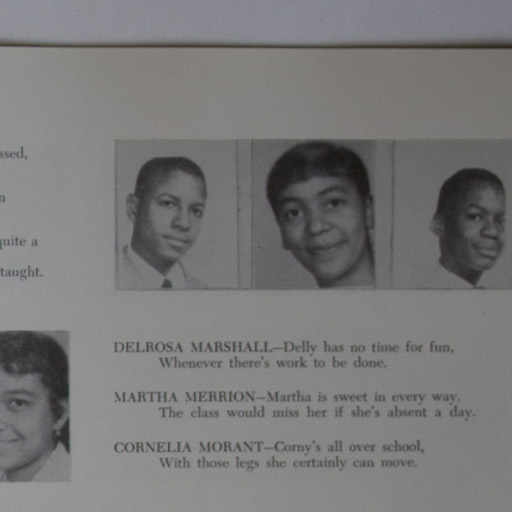 ssed,
n
quite a
taught.
DELROSA MARSHALL—Delly has no time for fun,
Whenever there's work to be done.
MARTHA MERRION—Martha is sweet in every way.
The class would miss her if she's absent a day.
CORNELIA MORANT—Corny's all over school,
With those legs she certainly can move.